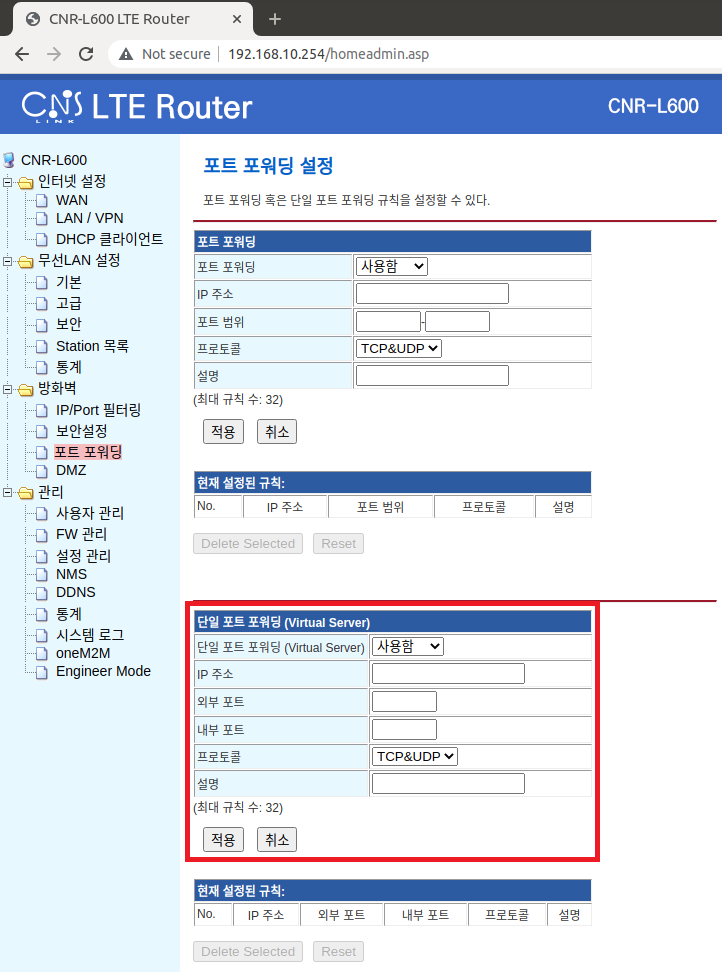 CNR-L600 LTE Router
Not secure 192.168.10.254/homeadmin.asp
CNS LINK LTE Router
CNR-L600
CNR-L600
인터넷 설정
WAN
LAN / VPN
DHCP 클라이언트
무선LAN 설정
기본
고급
보안
Station 목록
통계
방화벽
IP/Port 필터링
보안설정
포트 포워딩
DMZ
관리
사용자 관리
FW 관리
설정 관리
NMS
DDNS
통계
시스템 로그
oneM2M
Engineer Mode
포트 포워딩 설정
포트 포워딩 혹은 단일 포트 포워딩 규칙을 설정할 수 있다.
포트 포워딩
포트 포워딩 사용함
IP 주소
포트 범위 -
프로토콜 TCP&UDP
설명
(최대 규칙 수: 32)
적용 취소
현재 설정된 규칙:
No. IP 주소 포트 범위 프로토콜 설명
Delete Selected Reset
단일 포트 포워딩 (Virtual Server)
단일 포트 포워딩 (Virtual Server) 사용함
IP 주소
외부 포트
내부 포트
프로토콜 TCP&UDP
설명
(최대 규칙 수: 32)
적용 취소
현재 설정된 규칙:
No. IP 주소 외부 포트 내부 포트 프로토콜 설명
Delete Selected Reset